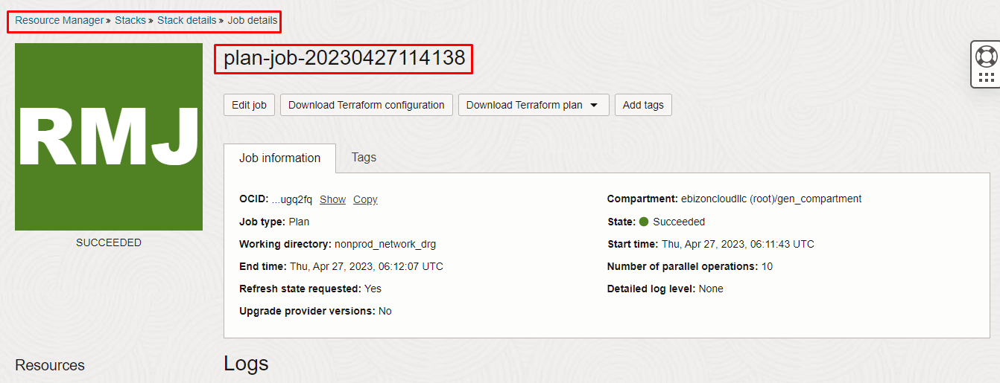 Resource Manager » Stacks » Stack details » Job details
RMJ
SUCCEEDED
plan-job-20230427114138
Edit job
Download Terraform configuration
Download Terraform plan
Add tags
Job information
Tags
OCID: ...ugq2fq Show Copy
Compartment: ebizoncloudllc (root)/gen_compartment
Job type: Plan
State: Succeeded
Working directory: nonprod_network_drg
Start time: Thu, Apr 27, 2023, 06:11:43 UTC
End time: Thu, Apr 27, 2023, 06:12:07 UTC
Number of parallel operations: 10
Refresh state requested: Yes
Detailed log level: None
Upgrade provider versions: No
Resources
Logs